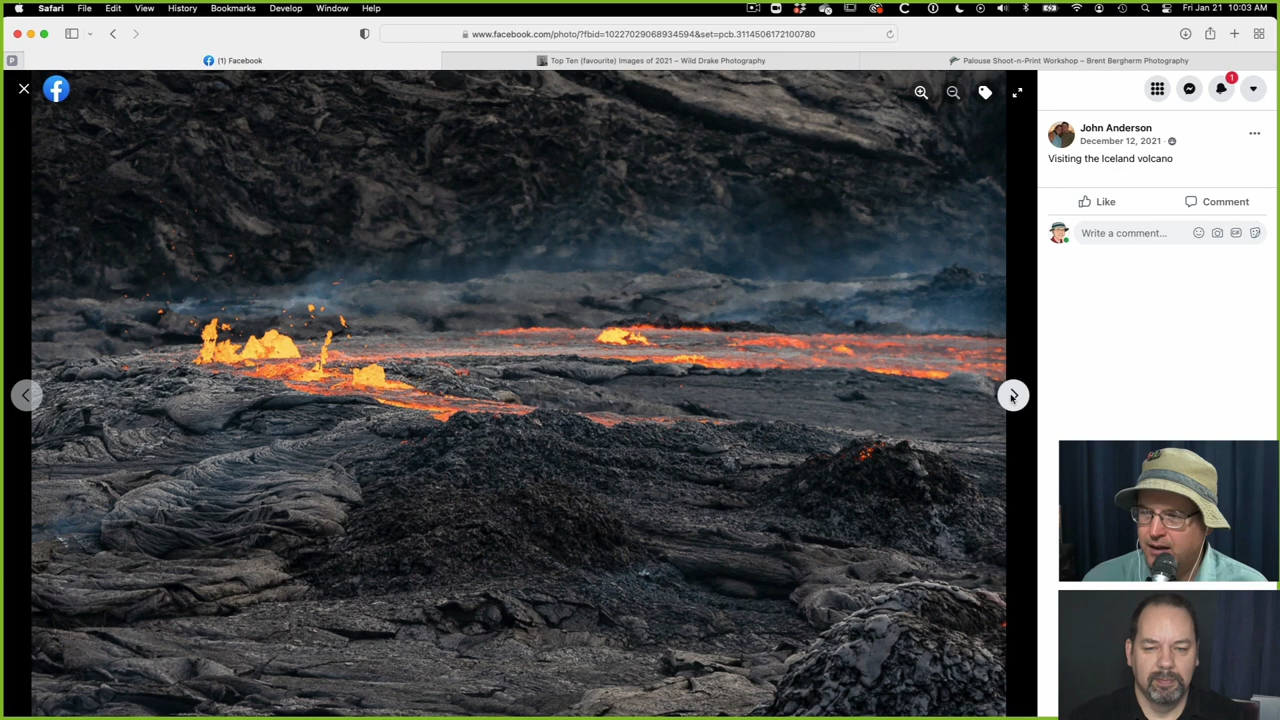 Safari File Edit View History Bookmarks Develop Window Help Fri Jan 21 10:03 AM
www.facebook.com/photo/?fbid=10227029068934594&set=pcb.3114506172100780
P (1) Facebook Top Ten (favourite) Images of 2021 – Wild Drake Photography Palouse Shoot-n-Print Workshop – Brent Bergherm Photography
1
John Anderson
December 12, 2021 ·
Visiting the Iceland volcano
Like Comment
Write a comment... GIF